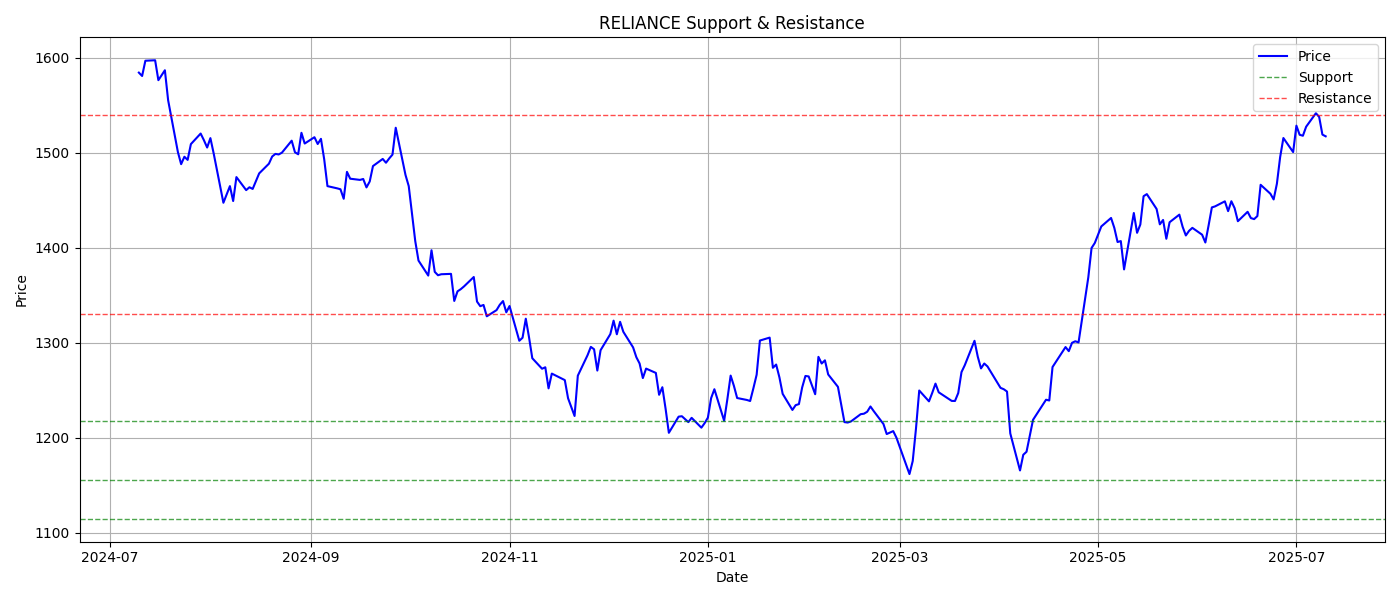 RELIANCE Support & Resistance
Price
Support
Resistance
1600
1500
1400
1300
1200
1100
Price
2024-07
2024-09
2024-11
2025-01
2025-03
2025-05
2025-07
Date